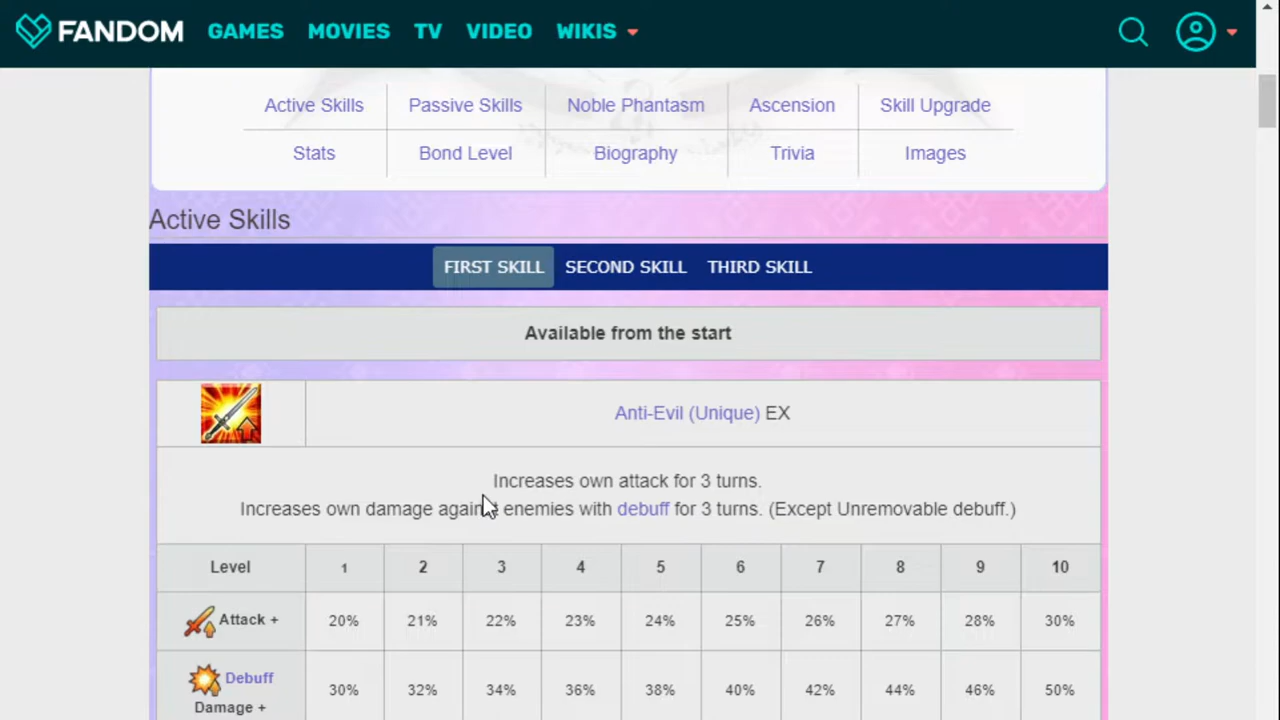 FANDOM GAMES MOVIES TV VIDEO WIKIS
Active Skills Passive Skills Noble Phantasm Ascension Skill Upgrade
Stats Bond Level Biography Trivia Images
Active Skills
FIRST SKILL SECOND SKILL THIRD SKILL
Available from the start
Anti-Evil (Unique) EX
Increases own attack for 3 turns.
Increases own damage against enemies with debuff for 3 turns. (Except Unremovable debuff.)
Level 1 2 3 4 5 6 7 8 9 10
Attack + 20% 21% 22% 23% 24% 25% 26% 27% 28% 30%
Debuff
Damage + 30% 32% 34% 36% 38% 40% 42% 44% 46% 50%